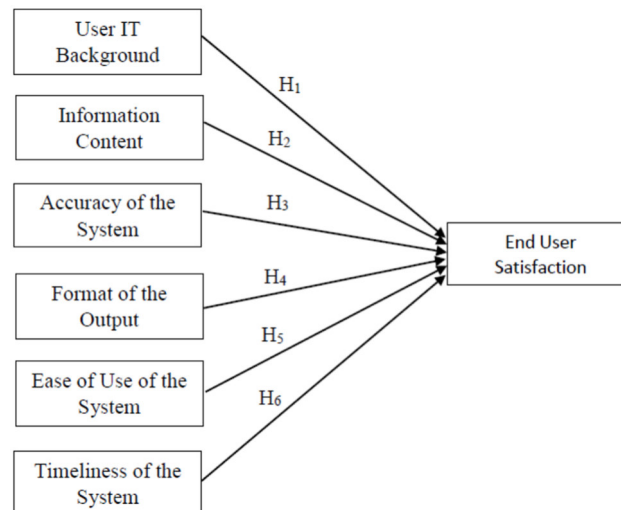 User IT
Background
H1
Information
Content
H2
Accuracy of the
System
H3
End User
Satisfaction
Format of the
Output
H4
Ease of Use of the
System
H5
H6
Timeliness of the
System